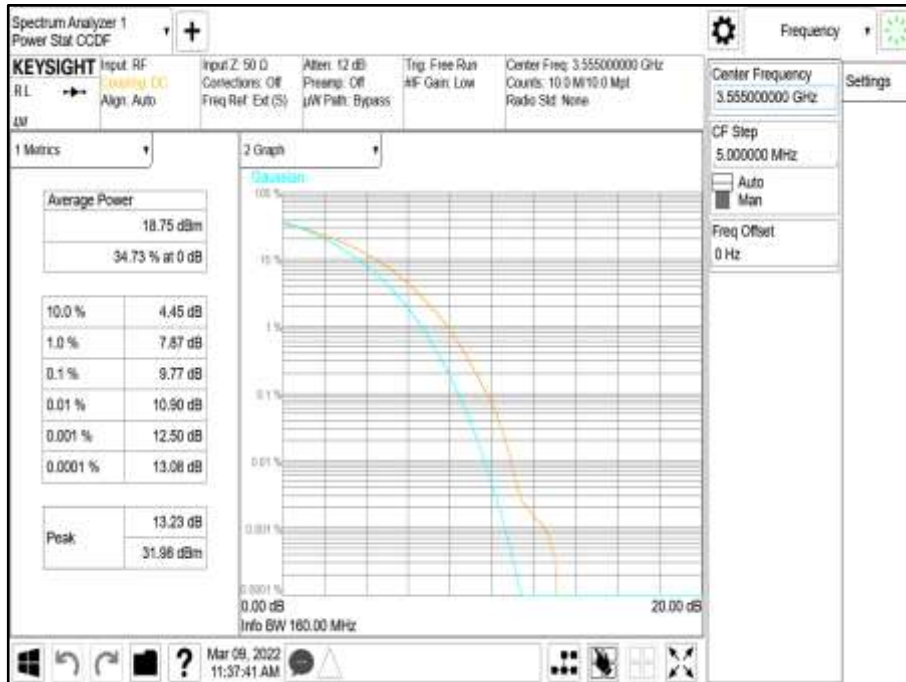 Spectrum Analyzer 1
Power Stat CCDF
Frequency
KEYSIGHT
Input: RF
Coupling: DC
Align: Auto
Input Z: 50 Ω
Corrections: Off
Freq Ref: Ext (S)
Atten: 12 dB
Preamp: Off
µW Path: Bypass
Trig: Free Run
#IF Gain: Low
Center Freq: 3.555000000 GHz
Counts: 10.0 M/10.0 Mpt
Radio Std: None
RL
Center Frequency
3.555000000 GHz
Settings
CF Step
5.000000 MHz
Auto
Man
Freq Offset
0 Hz
1 Metrics
Average Power
18.75 dBm
34.73 % at 0 dB
10.0 % 4.45 dB
1.0 % 7.87 dB
0.1 % 9.77 dB
0.01 % 10.90 dB
0.001 % 12.50 dB
0.0001 % 13.08 dB
Peak
13.23 dB
31.98 dBm
2 Graph
Gaussian
100 %
10 %
1 %
0.1 %
0.01 %
0.001 %
0.0001 %
0.00 dB
20.00 dB
Info BW 160.00 MHz
Mar 09, 2022
11:37:41 AM